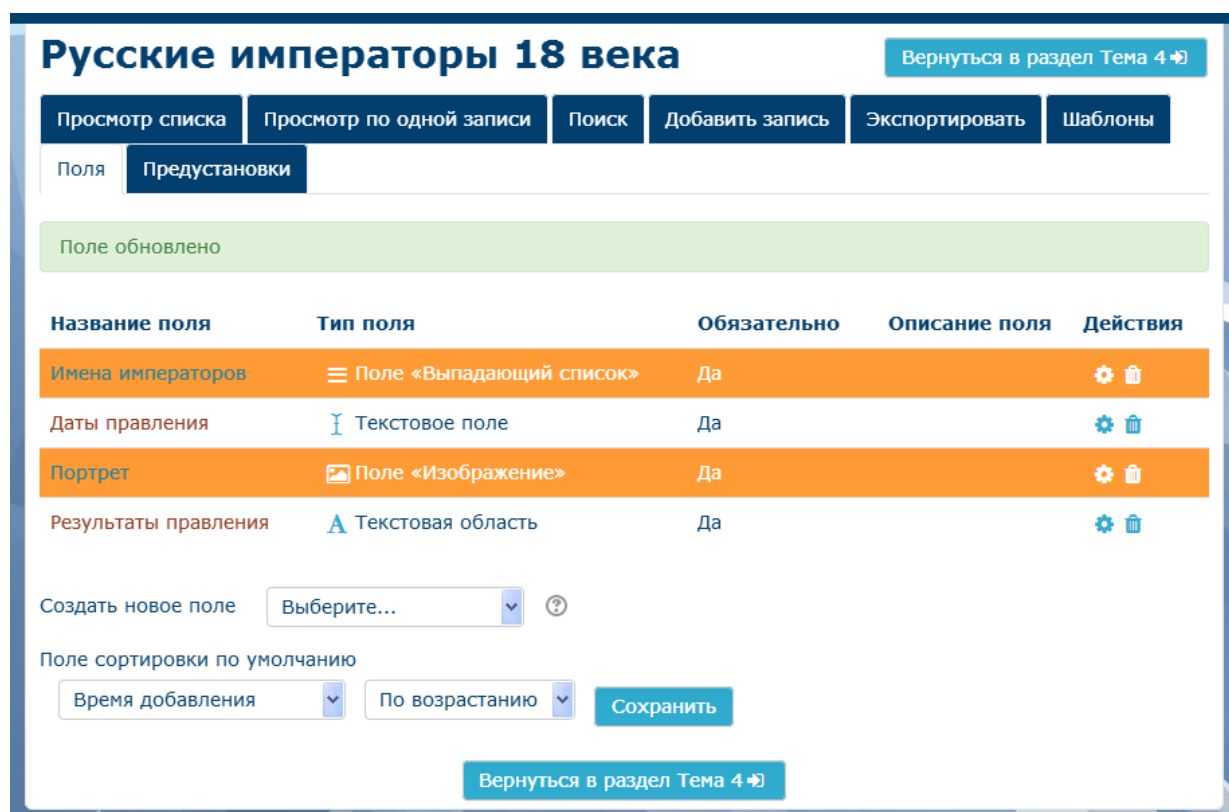 Русские императоры 18 века
Вернуться в раздел Тема 4
Просмотр списка Просмотр по одной записи Поиск Добавить запись Экспортировать Шаблоны
Поля Предустановки
Поле обновлено
Название поля Тип поля Обязательно Описание поля Действия
Имена императоров Поле «Выпадающий список» Да
Даты правления Текстовое поле Да
Портрет Поле «Изображение» Да
Результаты правления Текстовая область Да
Создать новое поле Выберите...
Поле сортировки по умолчанию
Время добавления По возрастанию Сохранить
Вернуться в раздел Тема 4